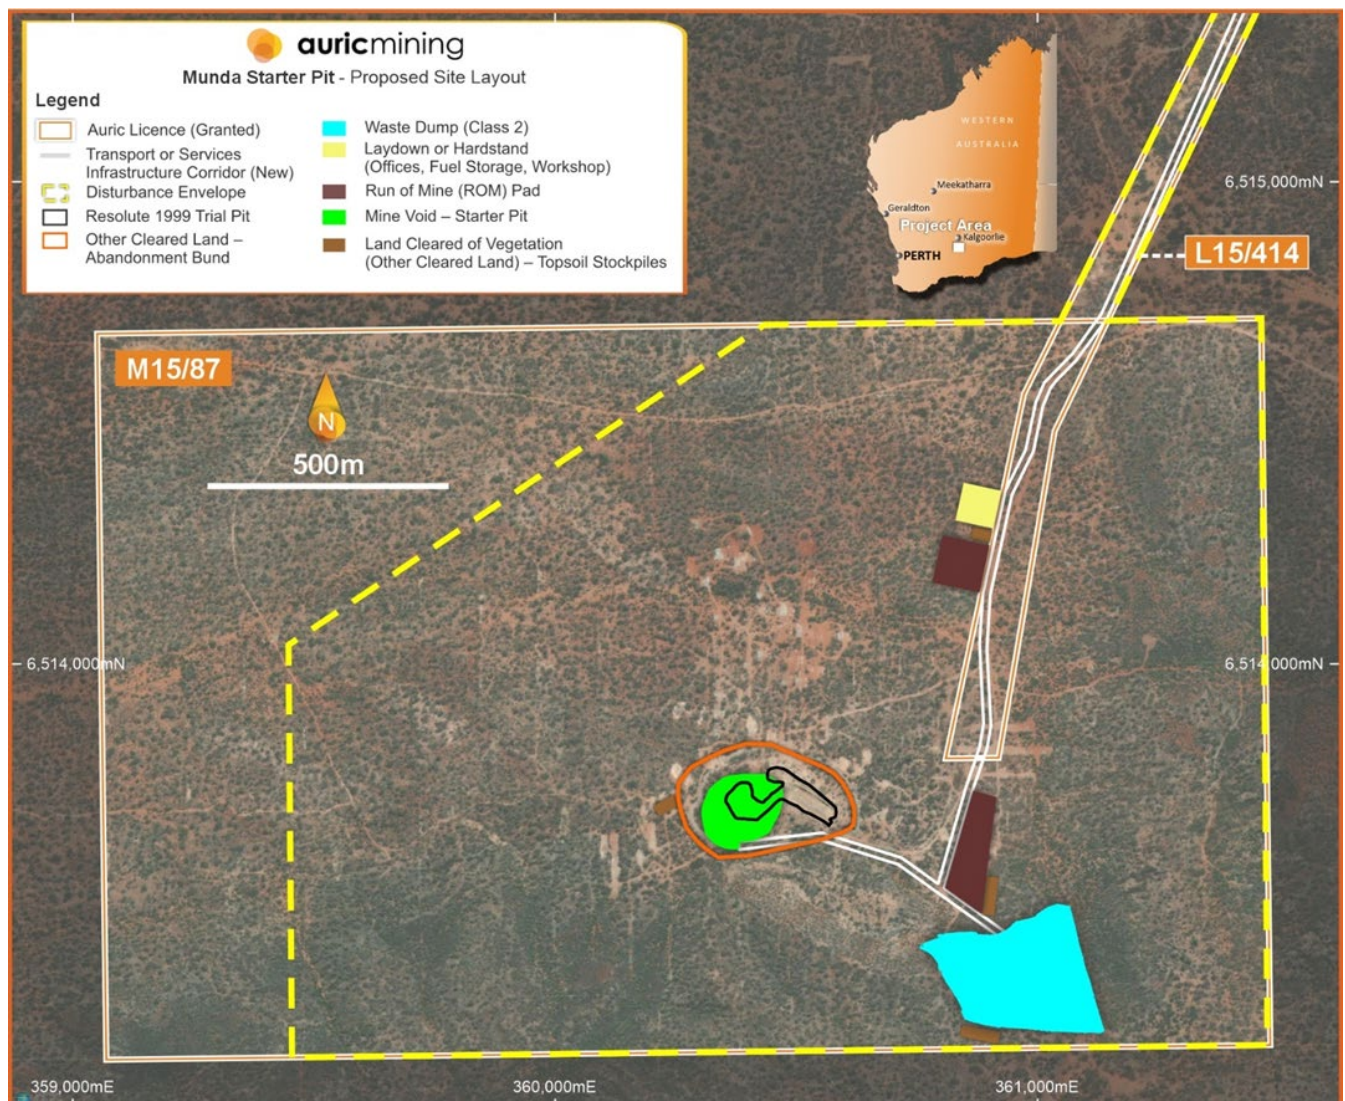 auricmining
Munda Starter Pit - Proposed Site Layout
Legend
Auric Licence (Granted)
Transport or Services
Infrastructure Corridor (New)
Disturbance Envelope
Resolute 1999 Trial Pit
Other Cleared Land –
Abandonment Bund
Waste Dump (Class 2)
Laydown or Hardstand
(Offices, Fuel Storage, Workshop)
Run of Mine (ROM) Pad
Mine Void – Starter Pit
Land Cleared of Vegetation
(Other Cleared Land) – Topsoil Stockpiles
WESTERN
AUSTRALIA
Meekatharra
Geraldton
Project Area
Kalgoorlie
PERTH
6,515,000mN
L15/414
M15/87
N
500m
6,514,000mN
6,514,000mN
359,000mE
360,000mE
361,000mE